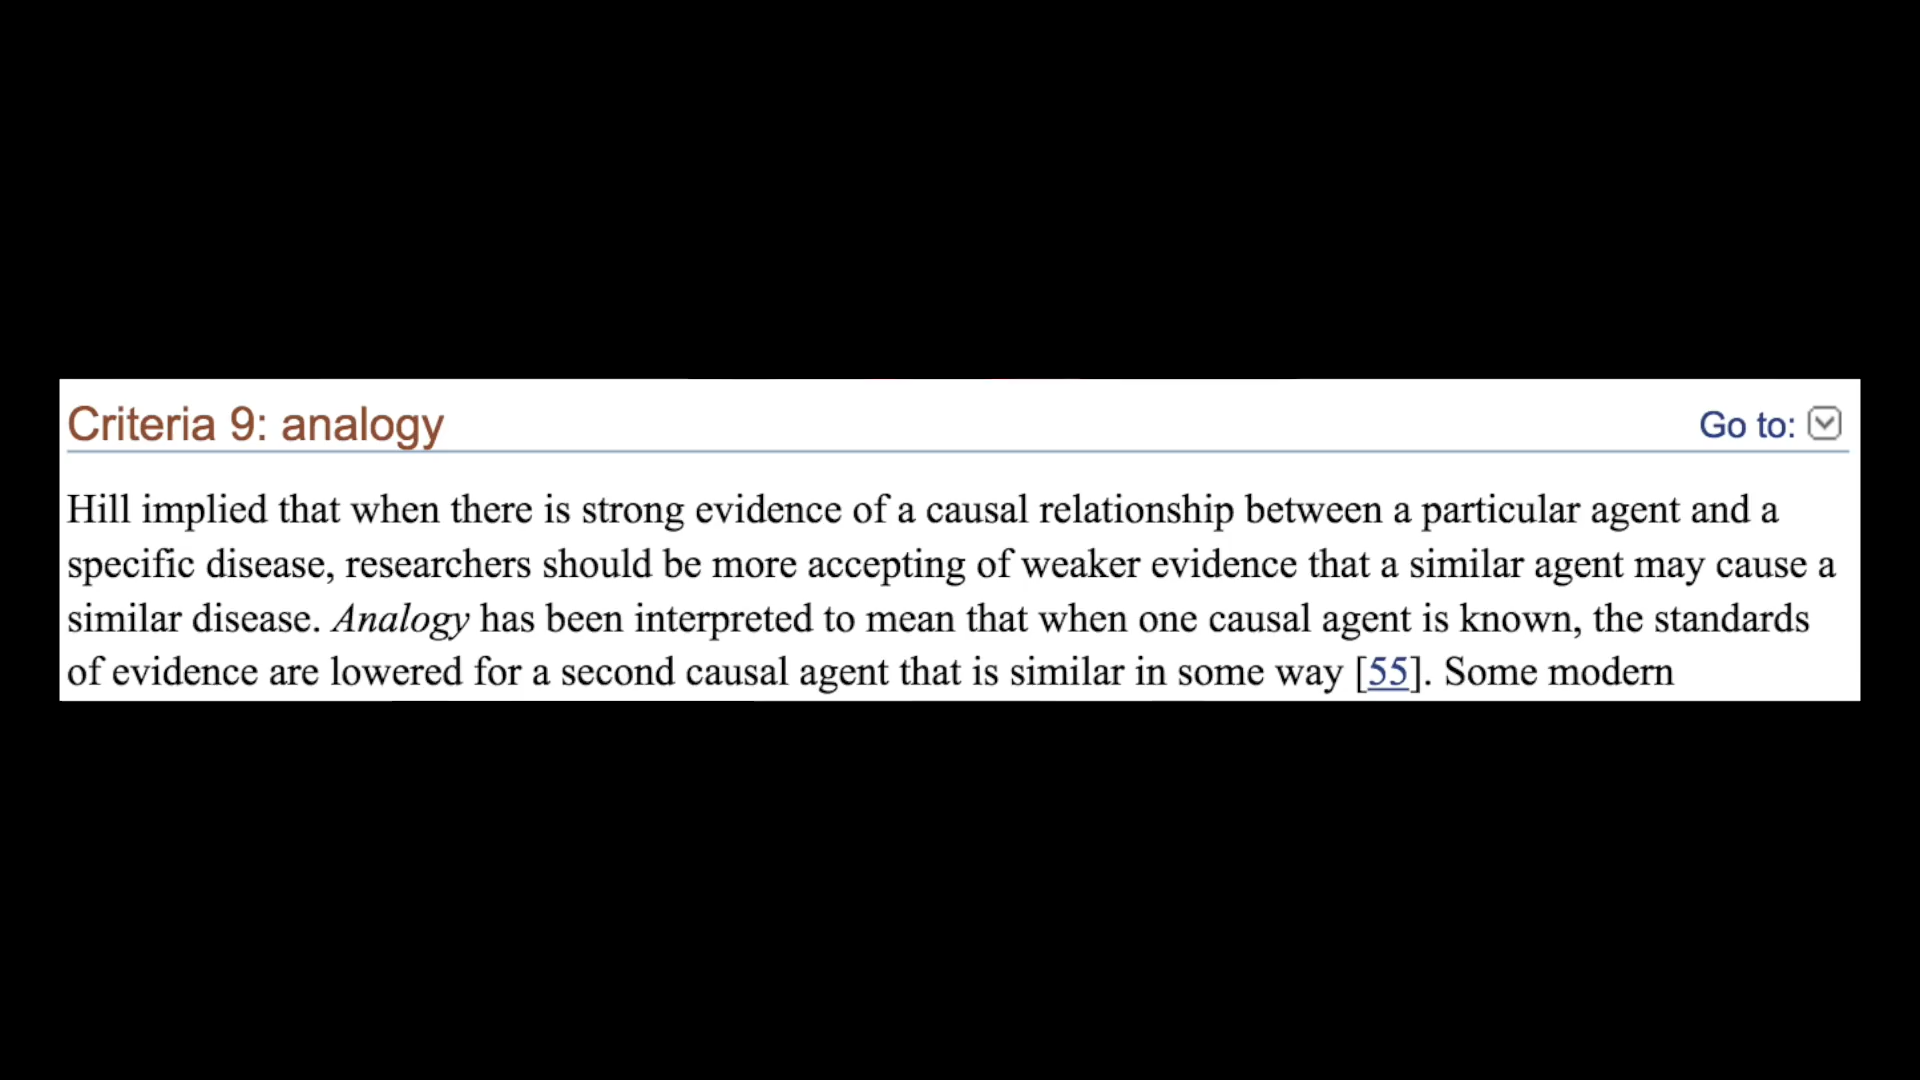 Criteria 9: analogy
Go to:
Hill implied that when there is strong evidence of a causal relationship between a particular agent and a
specific disease, researchers should be more accepting of weaker evidence that a similar agent may cause a
similar disease. Analogy has been interpreted to mean that when one causal agent is known, the standards
of evidence are lowered for a second causal agent that is similar in some way [55]. Some modern